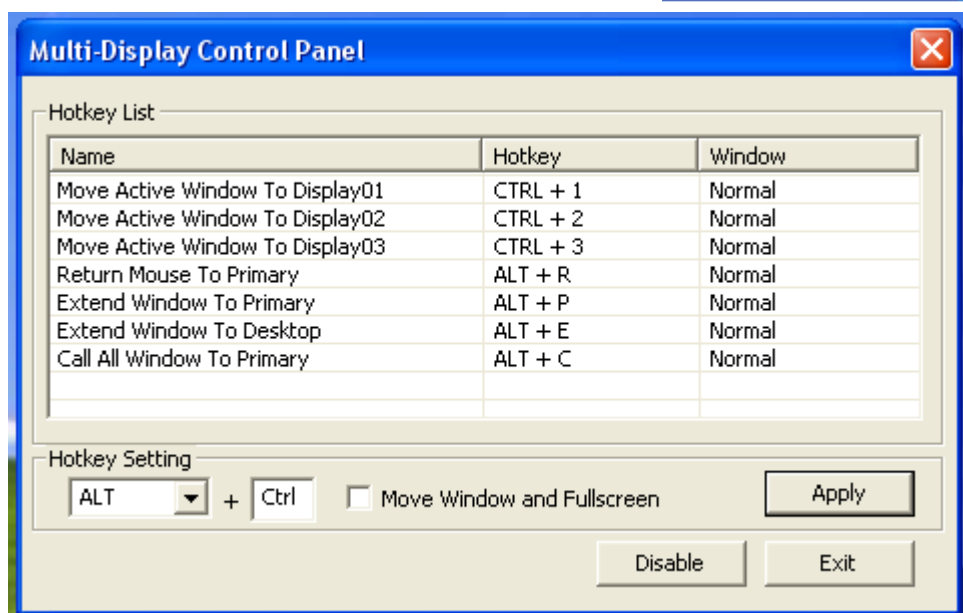 Multi-Display Control Panel
Hotkey List
Name Hotkey Window
Move Active Window To Display01 CTRL + 1 Normal
Move Active Window To Display02 CTRL + 2 Normal
Move Active Window To Display03 CTRL + 3 Normal
Return Mouse To Primary ALT + R Normal
Extend Window To Primary ALT + P Normal
Extend Window To Desktop ALT + E Normal
Call All Window To Primary ALT + C Normal
Hotkey Setting
ALT + Ctrl Move Window and Fullscreen Apply
Disable Exit